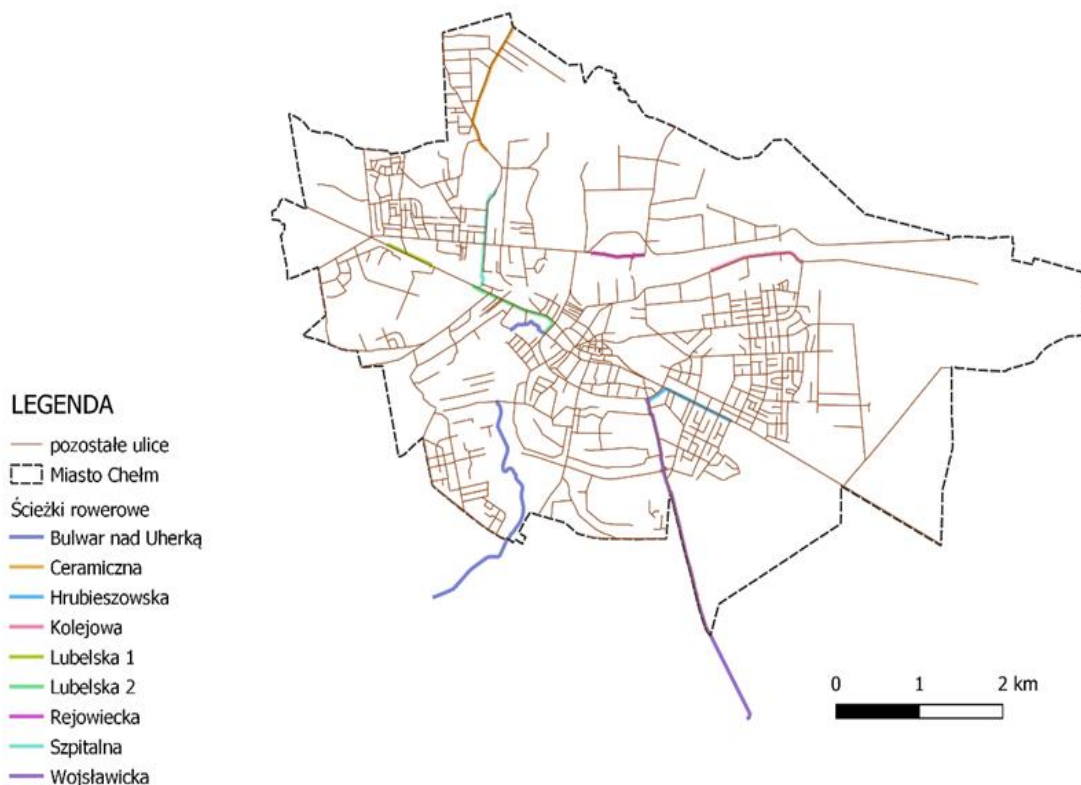 LEGENDA
pozostałe ulice
Miasto Chełm
Ścieżki rowerowe
Bulwar nad Uherką
Ceramiczna
Hrubieszowska
Kolejowa
Lubelska 1
Lubelska 2
Rejowiecka
Szpitalna
Wojsławicka
0 1 2 km